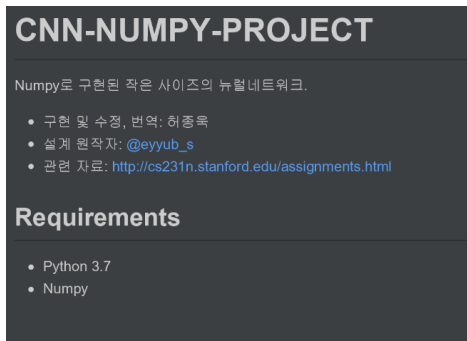 CNN-NUMPY-PROJECT
Numpy로 구현된 작은 사이즈의 뉴럴네트워크.
구현 및 수정, 번역: 허종욱
설계 원작자: @eyyub_s
관련 자료: http://cs231n.stanford.edu/assignments.html
Requirements
Python 3.7
Numpy